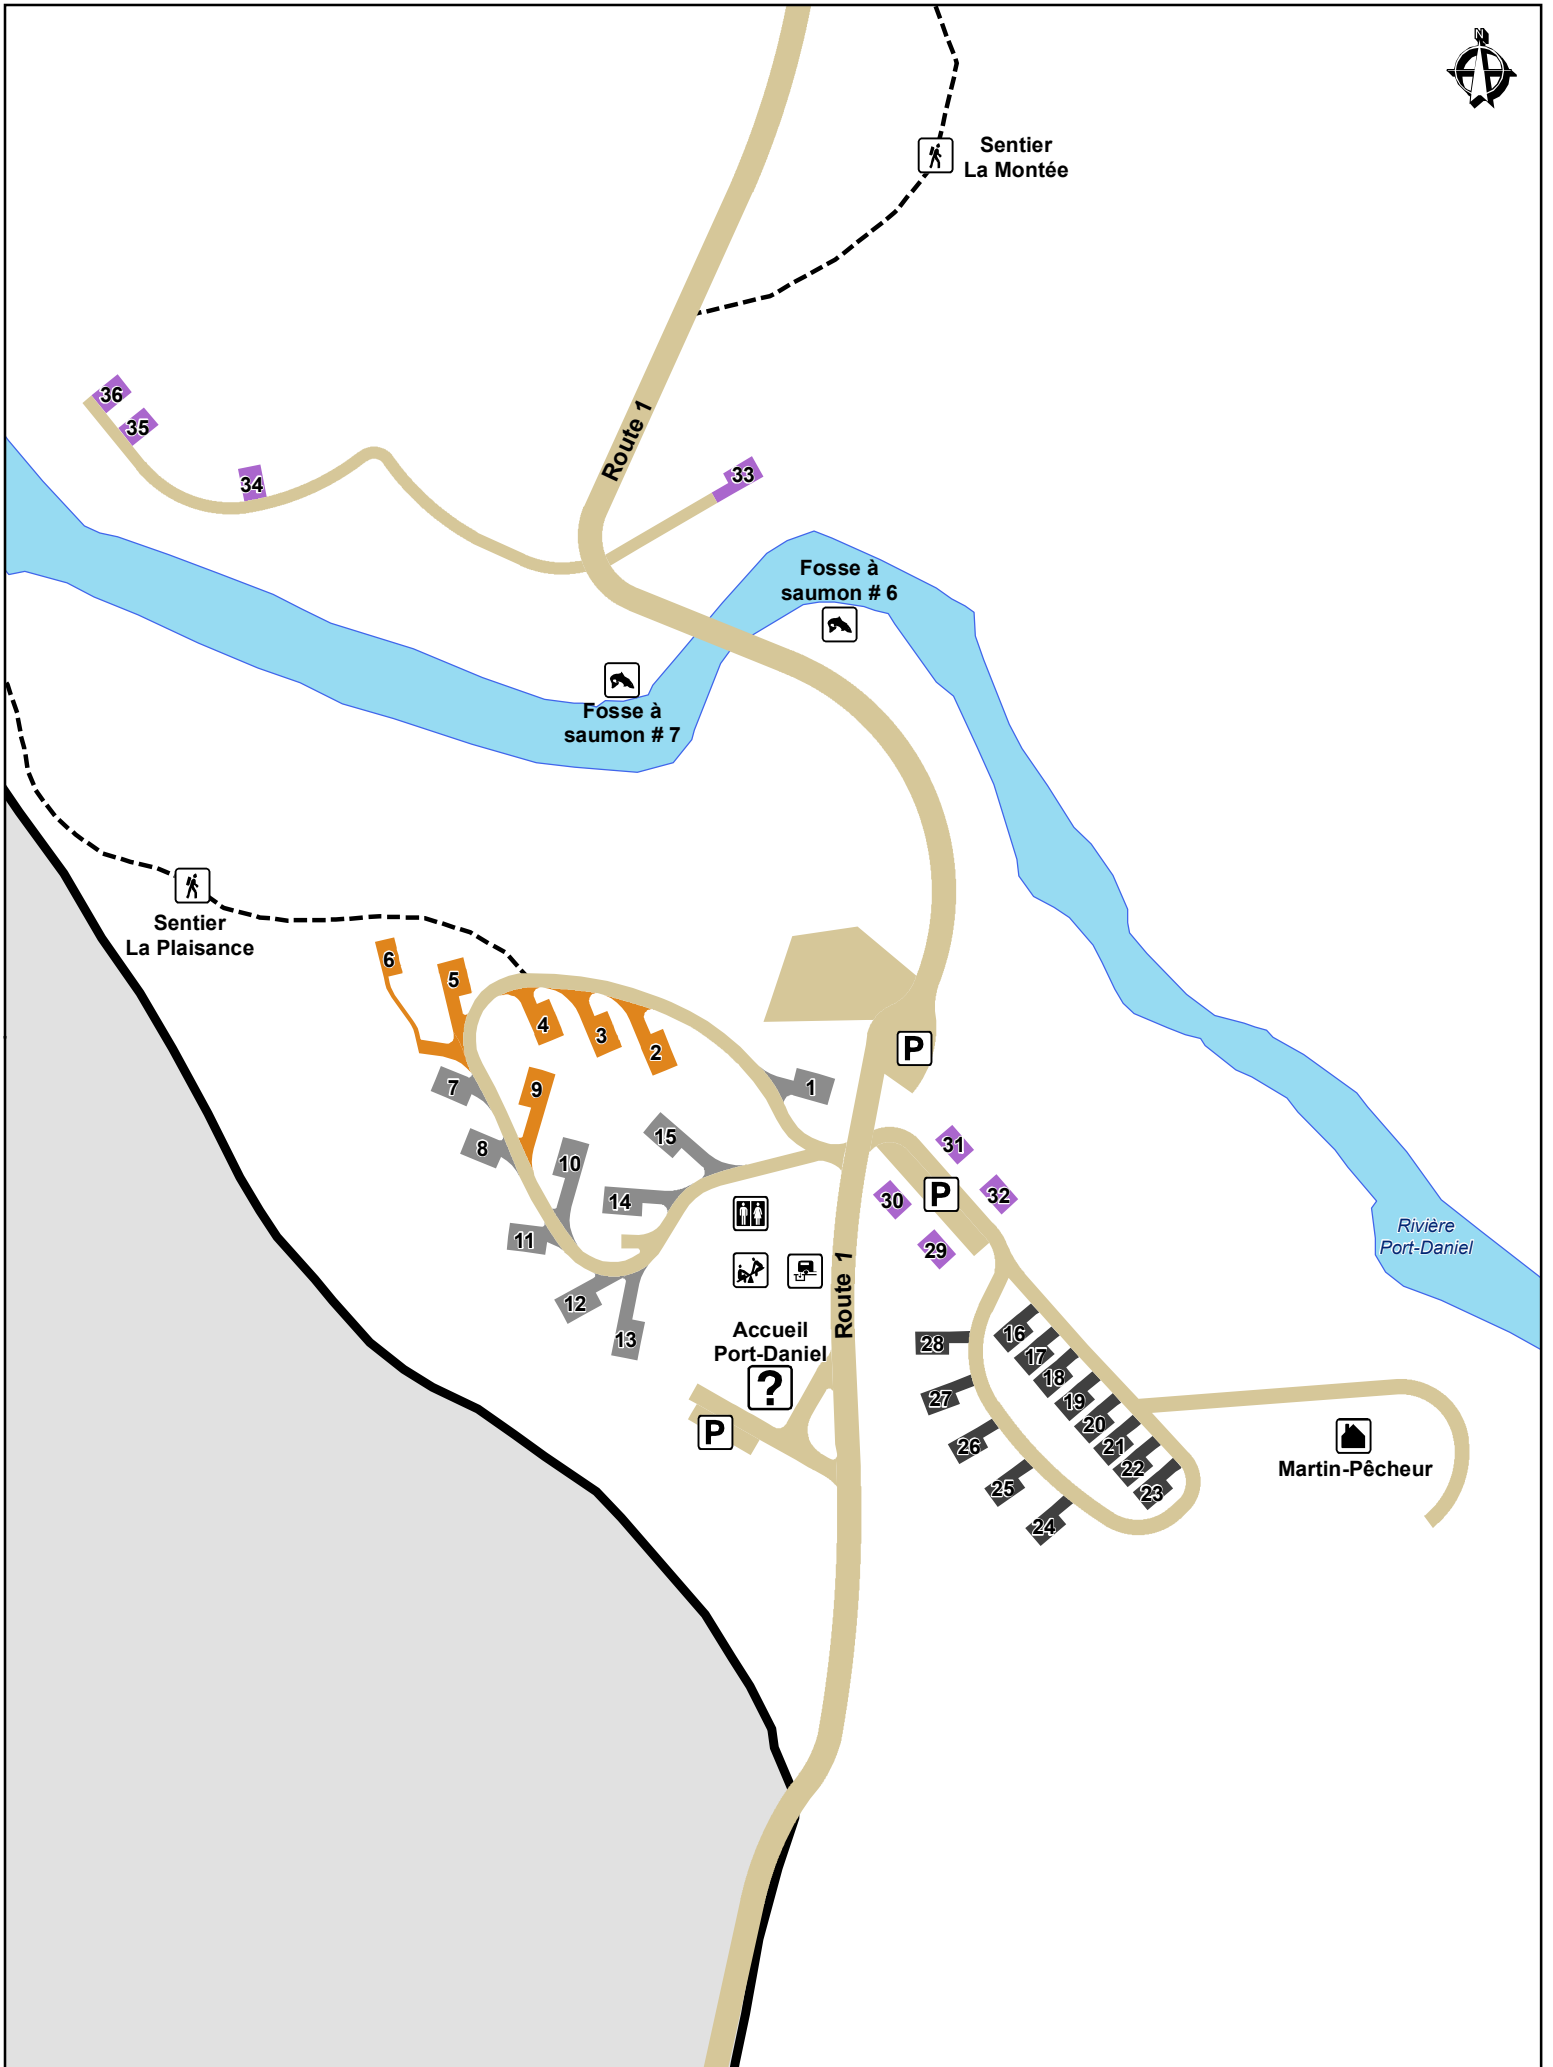 N
Sentier
La Montée
36
35
34
Route 1
33
Fosse à
saumon # 6
Fosse à
saumon # 7
Sentier
La Plaisance
6
5
4
3
2
P
7
9
1
8
10
15
14
11
12
13
31
30
P
32
29
Rivière
Port-Daniel
Route 1
Accueil
Port-Daniel
?
P
28
27
26
25
24
16
17
18
19
20
21
22
23
Martin-Pêcheur